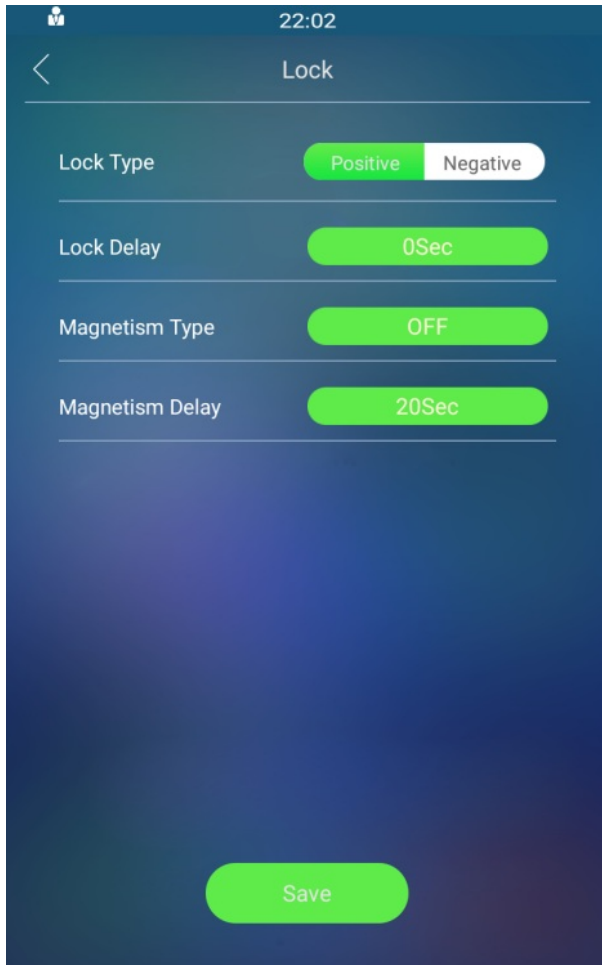 22:02
Lock
Lock Type Positive Negative
Lock Delay 0Sec
Magnetism Type OFF
Magnetism Delay 20Sec
Save